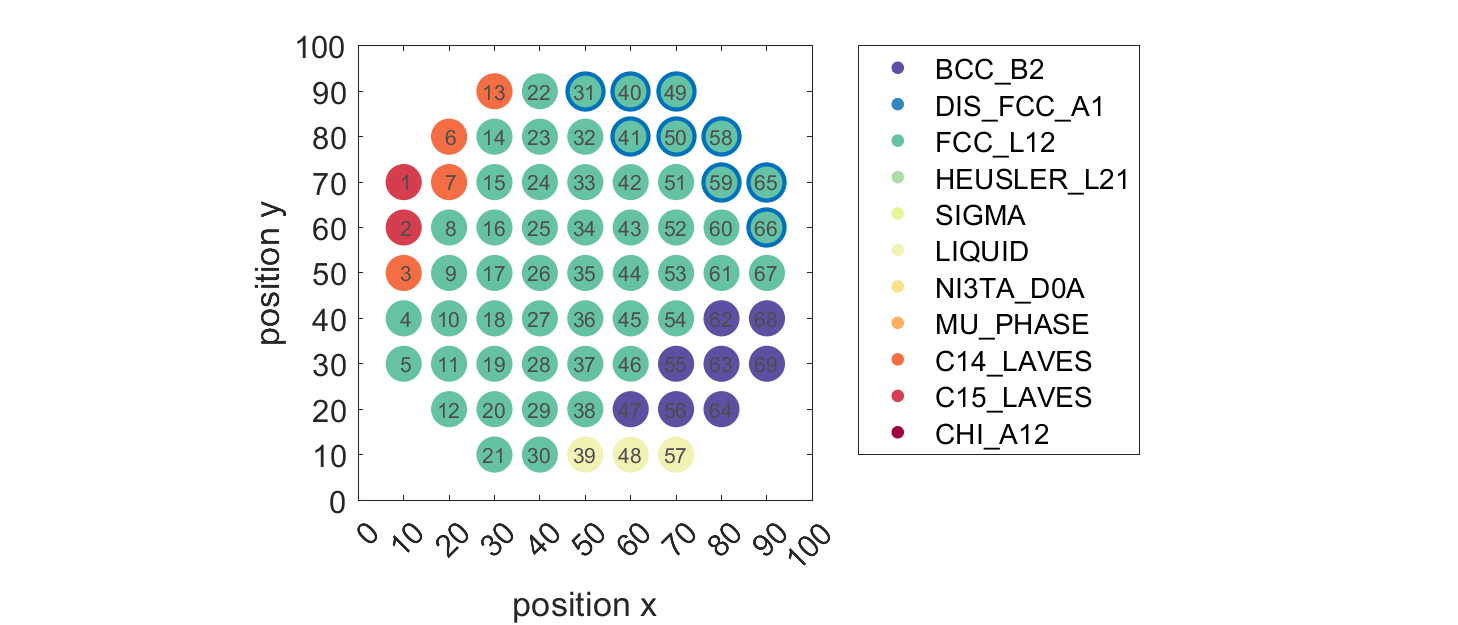 100
90 13 22 31 40 49
80 6 14 23 32 41 50 58
70 1 7 15 24 33 42 51 59 65
60 2 8 16 25 34 43 52 60 66
50 3 9 17 26 35 44 53 61 67
40 4 10 18 27 36 45 54 62 68
30 5 11 19 28 37 46 55 63 69
20 12 20 29 38 47 56 64
10 21 30 39 48 57
0
0 10 20 30 40 50 60 70 80 90 100
position x
position y
BCC_B2
DIS_FCC_A1
FCC_L12
HEUSLER_L21
SIGMA
LIQUID
NI3TA_D0A
MU_PHASE
C14_LAVES
C15_LAVES
CHI_A12